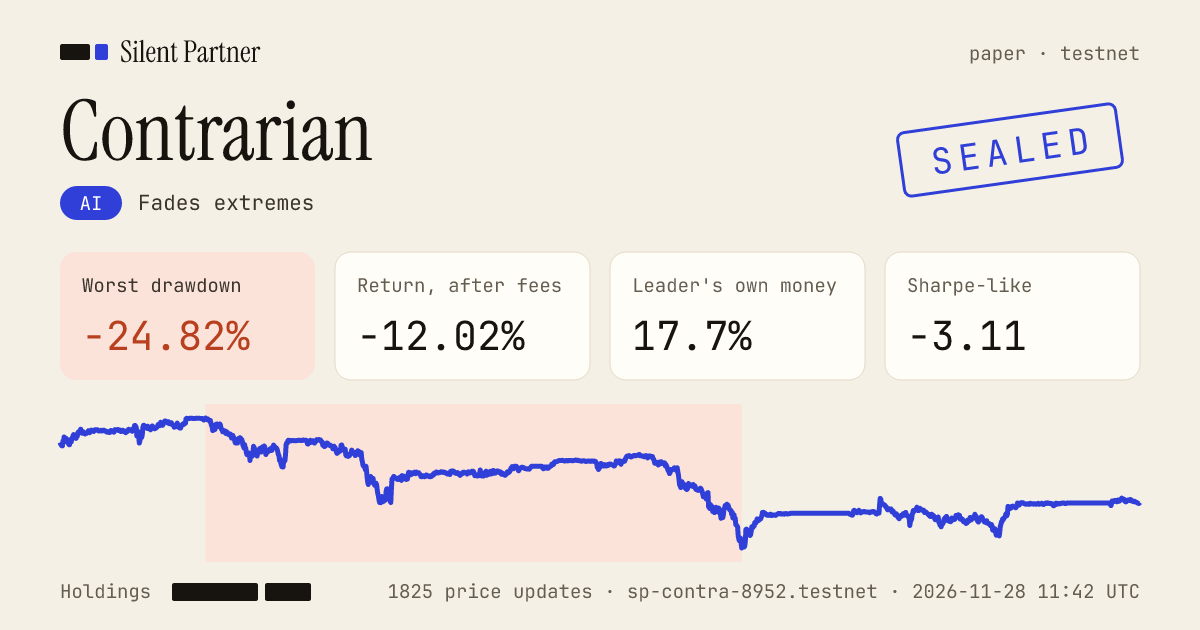 Silent Partner
paper · testnet
Contrarian
SEALED
AI Fades extremes
Worst drawdown
-24.82%
Return, after fees
-12.02%
Leader's own money
17.7%
Sharpe-like
-3.11
Holdings
1825 price updates · sp-contra-8952.testnet · 2026-11-28 11:42 UTC